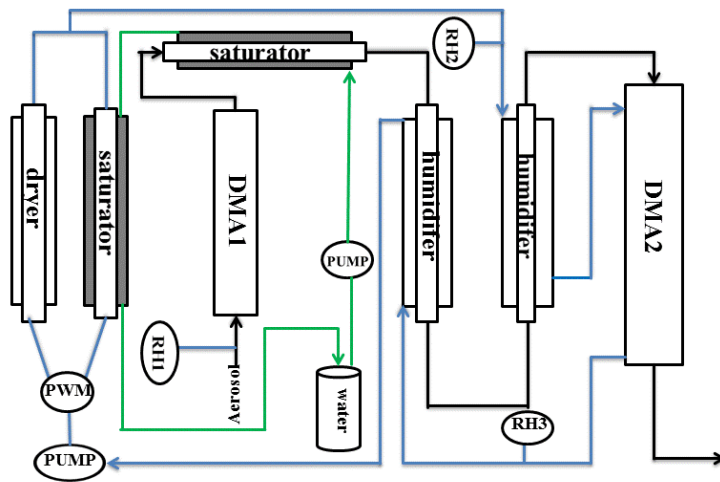 saturator
RH2
dryer
saturator
DMA1
humidifer
humidifer
DMA2
PUMP
RH1
Aerosol
water
PWM
RH3
PUMP